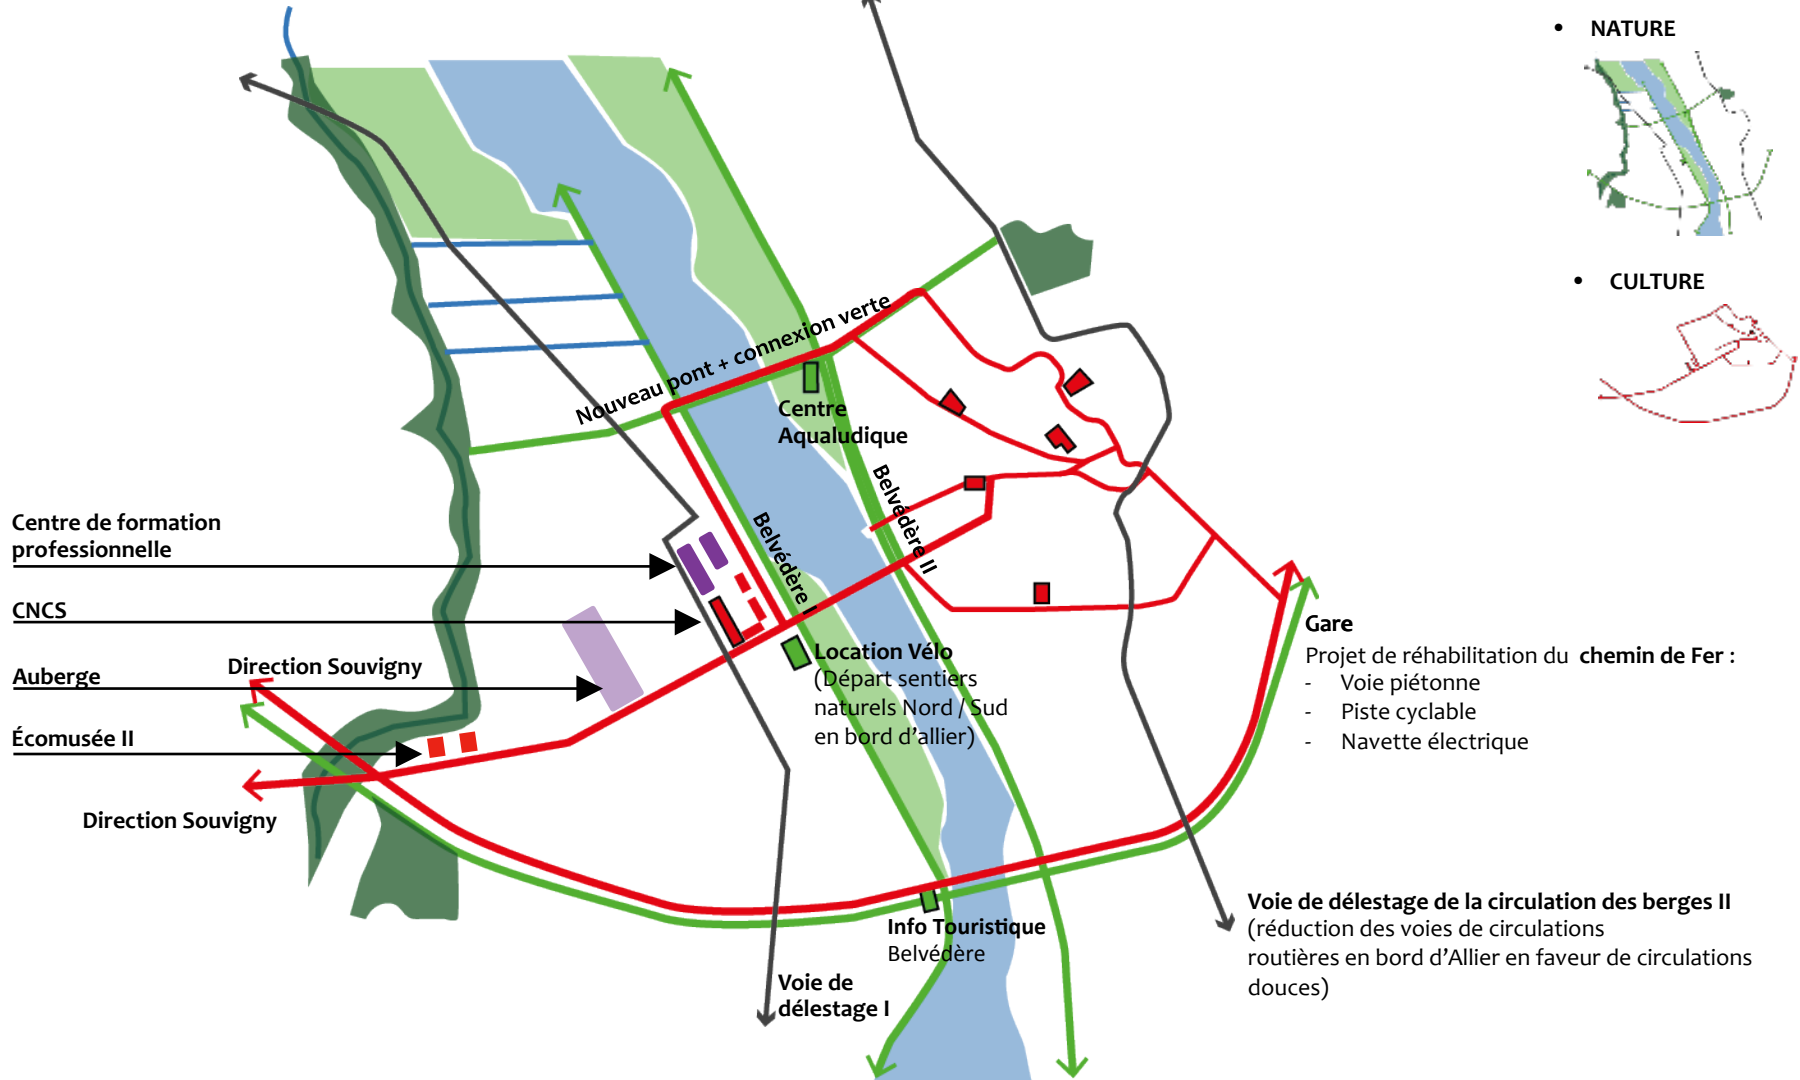 • NATURE
• CULTURE
Nouveau pont + connexion verte
Centre
Aqualudique
Belvédère II
Belvédère I
Centre de formation
professionnelle
CNCS
Auberge
Direction Souvigny
Écomusée II
Direction Souvigny
Location Vélo
(Départ sentiers
naturels Nord / Sud
en bord d'allier)
Gare
Projet de réhabilitation du chemin de Fer :
- Voie piétonne
- Piste cyclable
- Navette électrique
Info Touristique
Belvédère
Voie de
délestage I
Voie de délestage de la circulation des berges II
(réduction des voies de circulations
routières en bord d'Allier en faveur de circulations
douces)